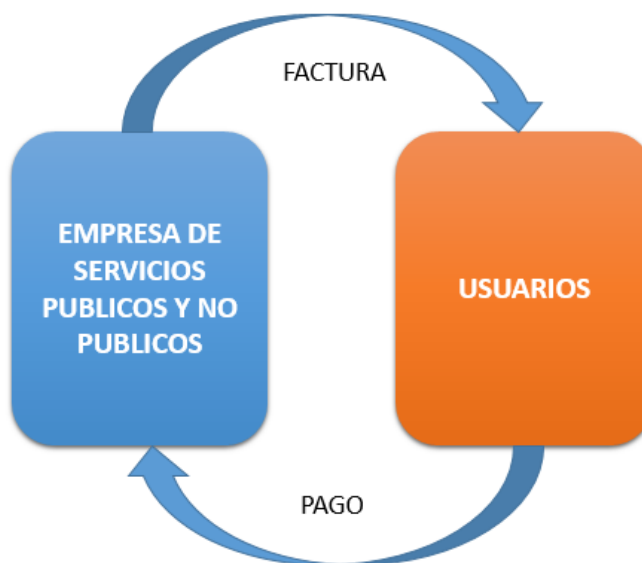 FACTURA
EMPRESA DE
SERVICIOS
PUBLICOS Y NO
PUBLICOS
USUARIOS
PAGO